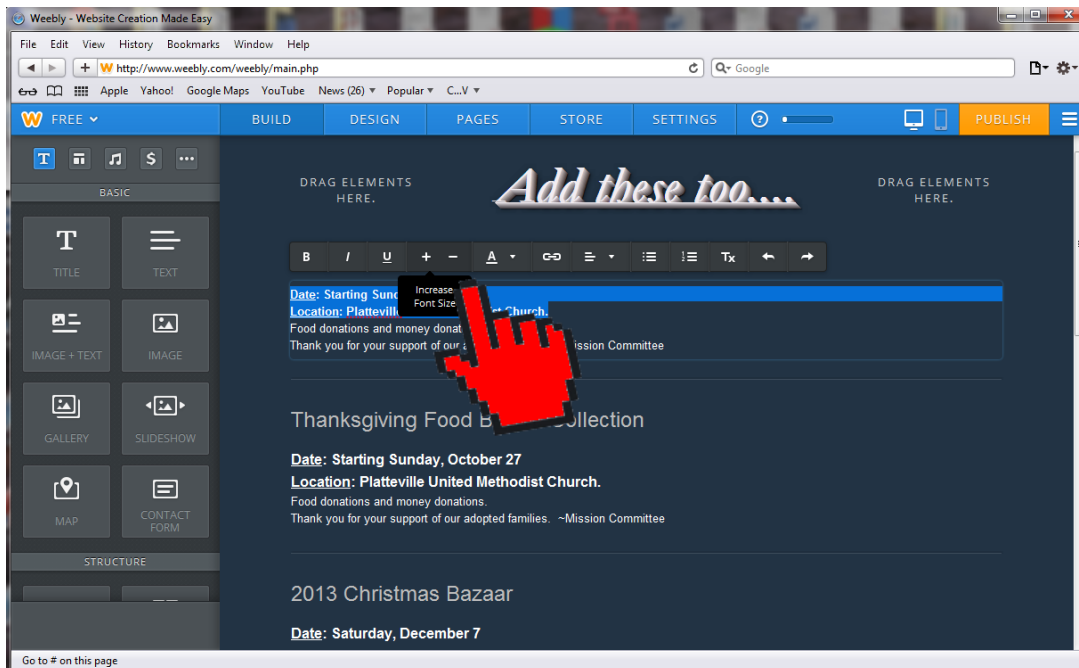 Weebly - Website Creation Made Easy
File Edit View History Bookmarks Window Help
W http://www.weebly.com/weebly/main.php
Google
Apple Yahoo! Google Maps YouTube News (26) Popular C...V
W FREE BUILD DESIGN PAGES STORE SETTINGS ? PUBLISH
T $
BASIC
T
TITLE
TEXT
IMAGE + TEXT
IMAGE
GALLERY
SLIDESHOW
MAP
CONTACT
FORM
STRUCTURE
DRAG ELEMENTS
HERE.
Add these too....
DRAG ELEMENTS
HERE.
B I U + − A Tx
Increase
Font Size
Date: Starting
Location:
Food donations and money
Thank you for your support of our Mission Committee
Thanksgiving Food Collection
Date: Starting Sunday, October 27
Location: Platteville United Methodist Church.
Food donations and money donations.
Thank you for your support of our adopted families. ~Mission Committee
2013 Christmas Bazaar
Date: Saturday, December 7
Go to # on this page